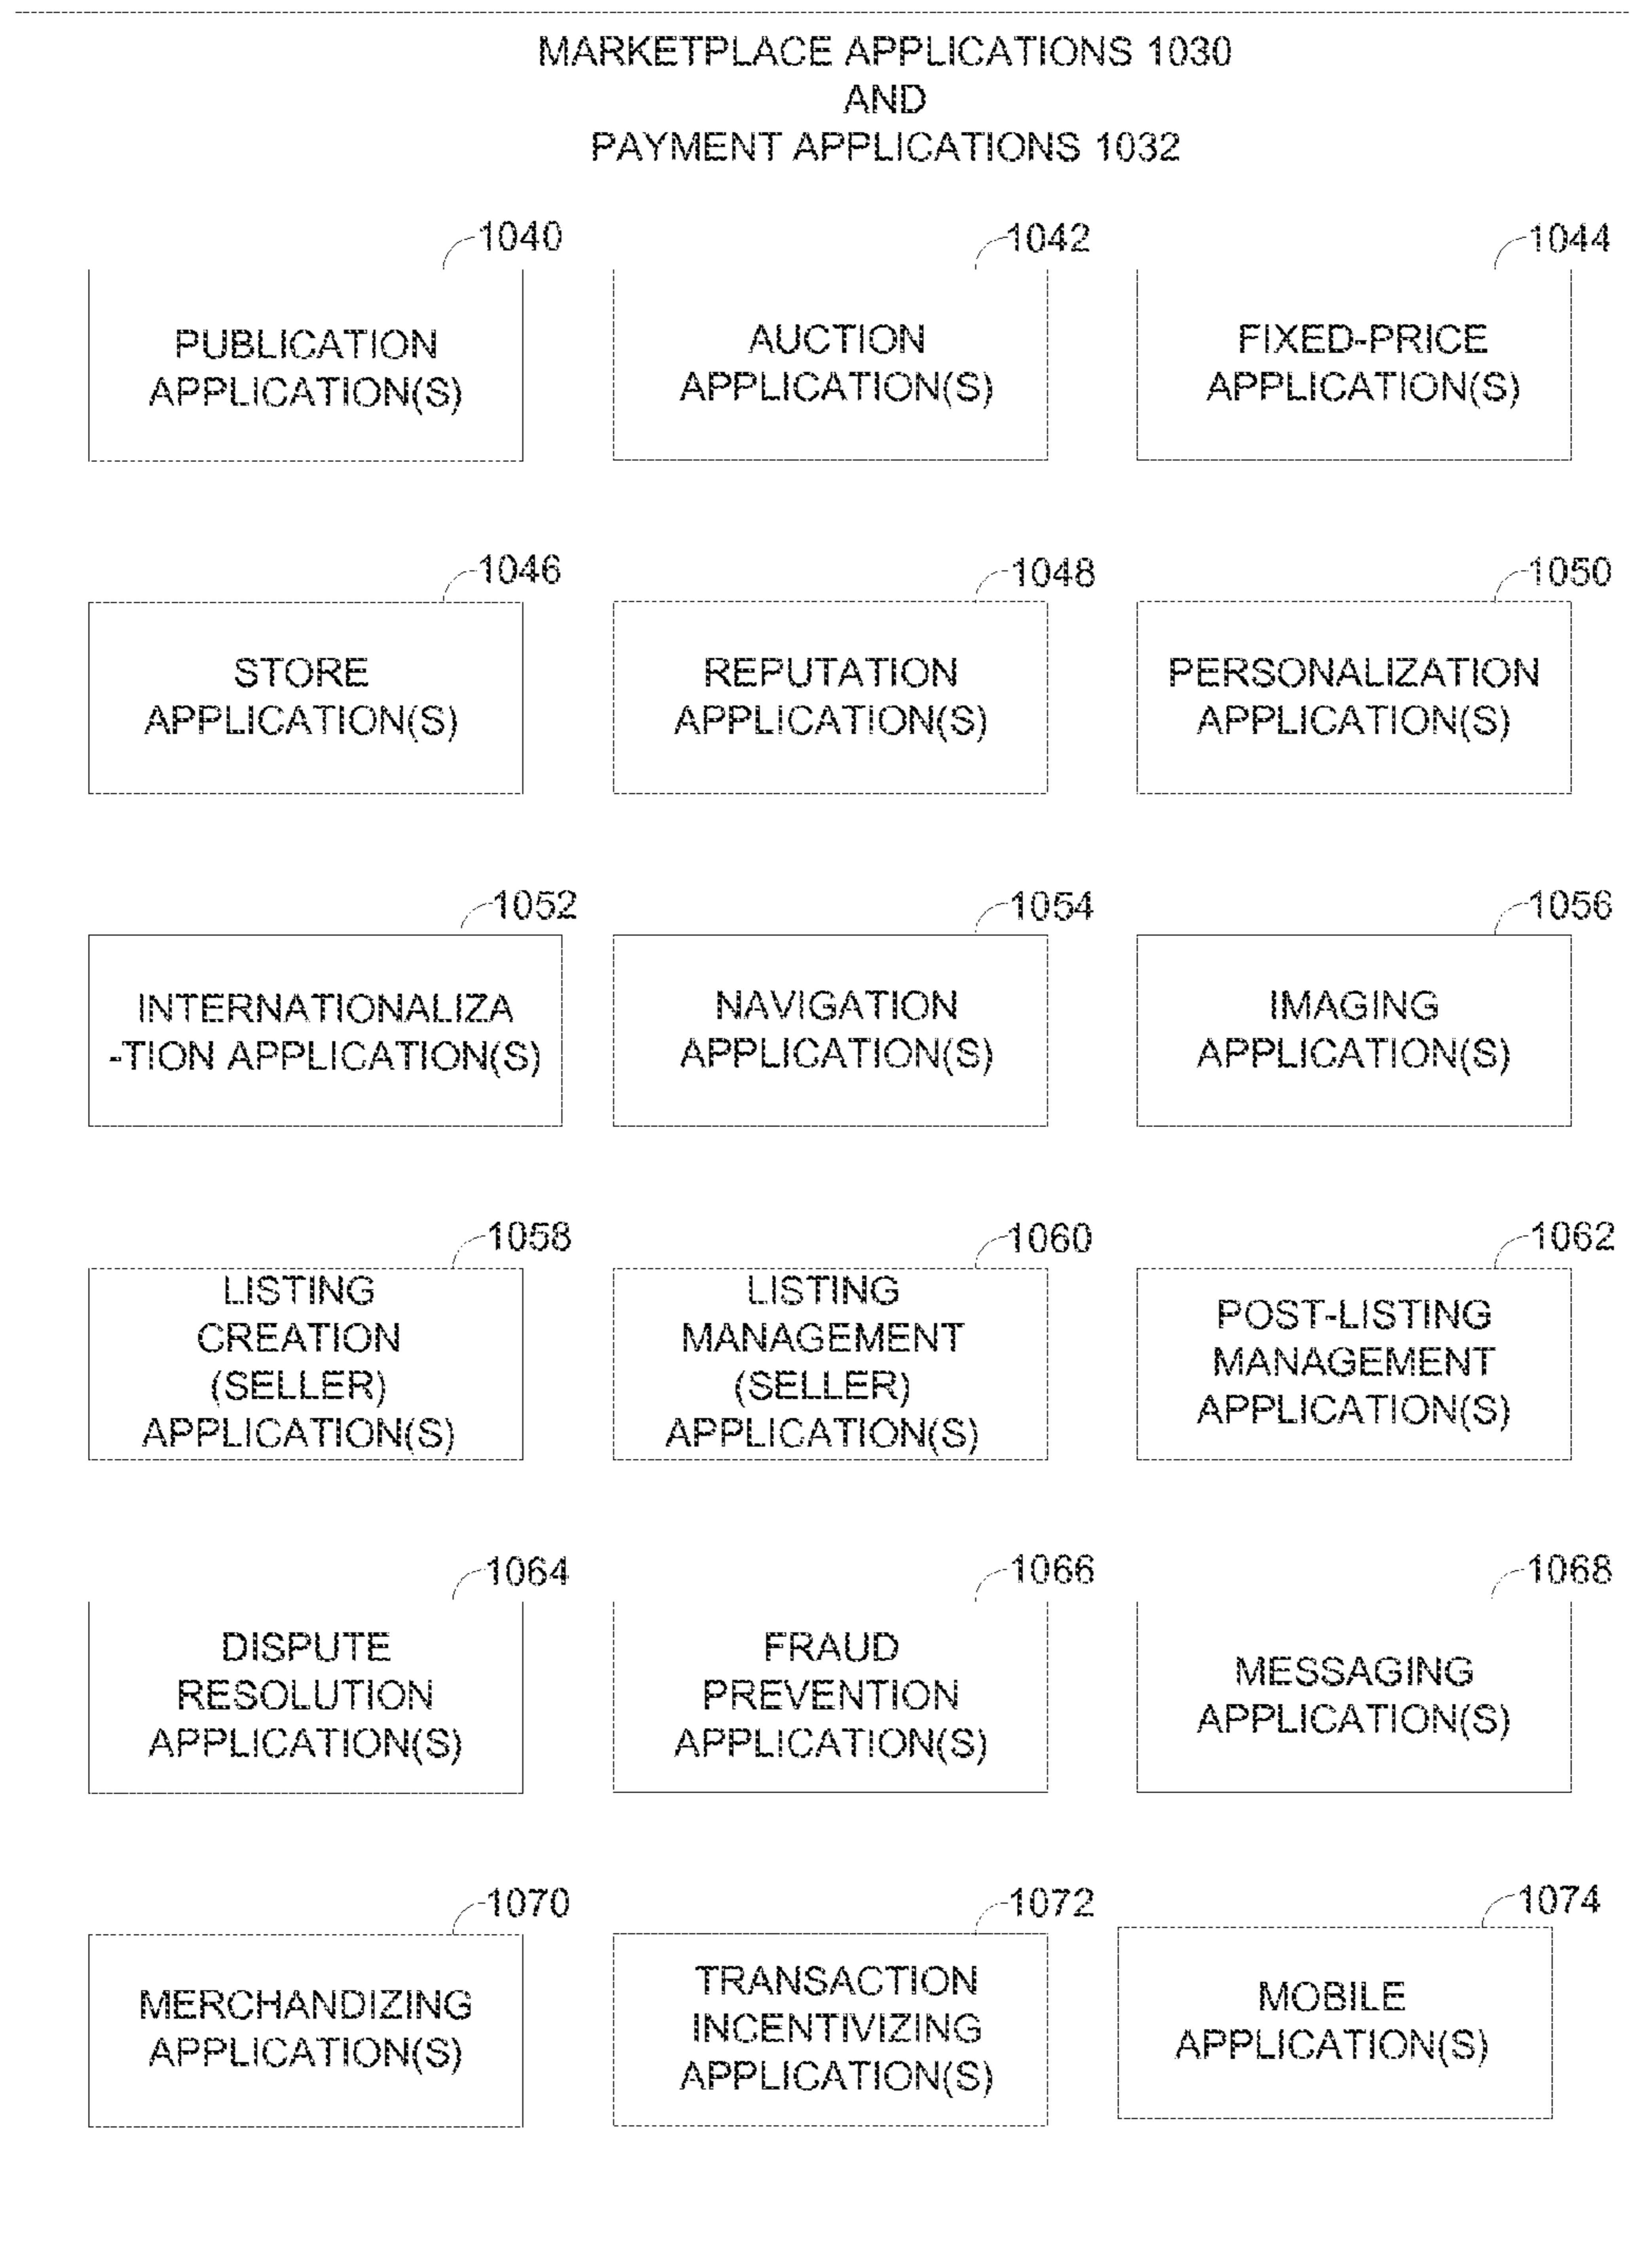 MARKETPLACE APPLICATIONS 1030
AND
PAYMENT APPLICATIONS 1032
1040
PUBLICATION
APPLICATION(S)
1042
AUCTION
APPLICATION(S)
1044
FIXED-PRICE
APPLICATION(S)
1046
STORE
APPLICATION(S)
1048
REPUTATION
APPLICATION(S)
1050
PERSONALIZATION
APPLICATION(S)
1052
INTERNATIONALIZA
-TION APPLICATION(S)
1054
NAVIGATION
APPLICATION(S)
1056
IMAGING
APPLICATION(S)
1058
LISTING
CREATION
(SELLER)
APPLICATION(S)
1060
LISTING
MANAGEMENT
(SELLER)
APPLICATION(S)
1062
POST-LISTING
MANAGEMENT
APPLICATION(S)
1064
DISPUTE
RESOLUTION
APPLICATION(S)
1066
FRAUD
PREVENTION
APPLICATION(S)
1068
MESSAGING
APPLICATION(S)
1070
MERCHANDIZING
APPLICATION(S)
1072
TRANSACTION
INCENTIVIZING
APPLICATION(S)
1074
MOBILE
APPLICATION(S)